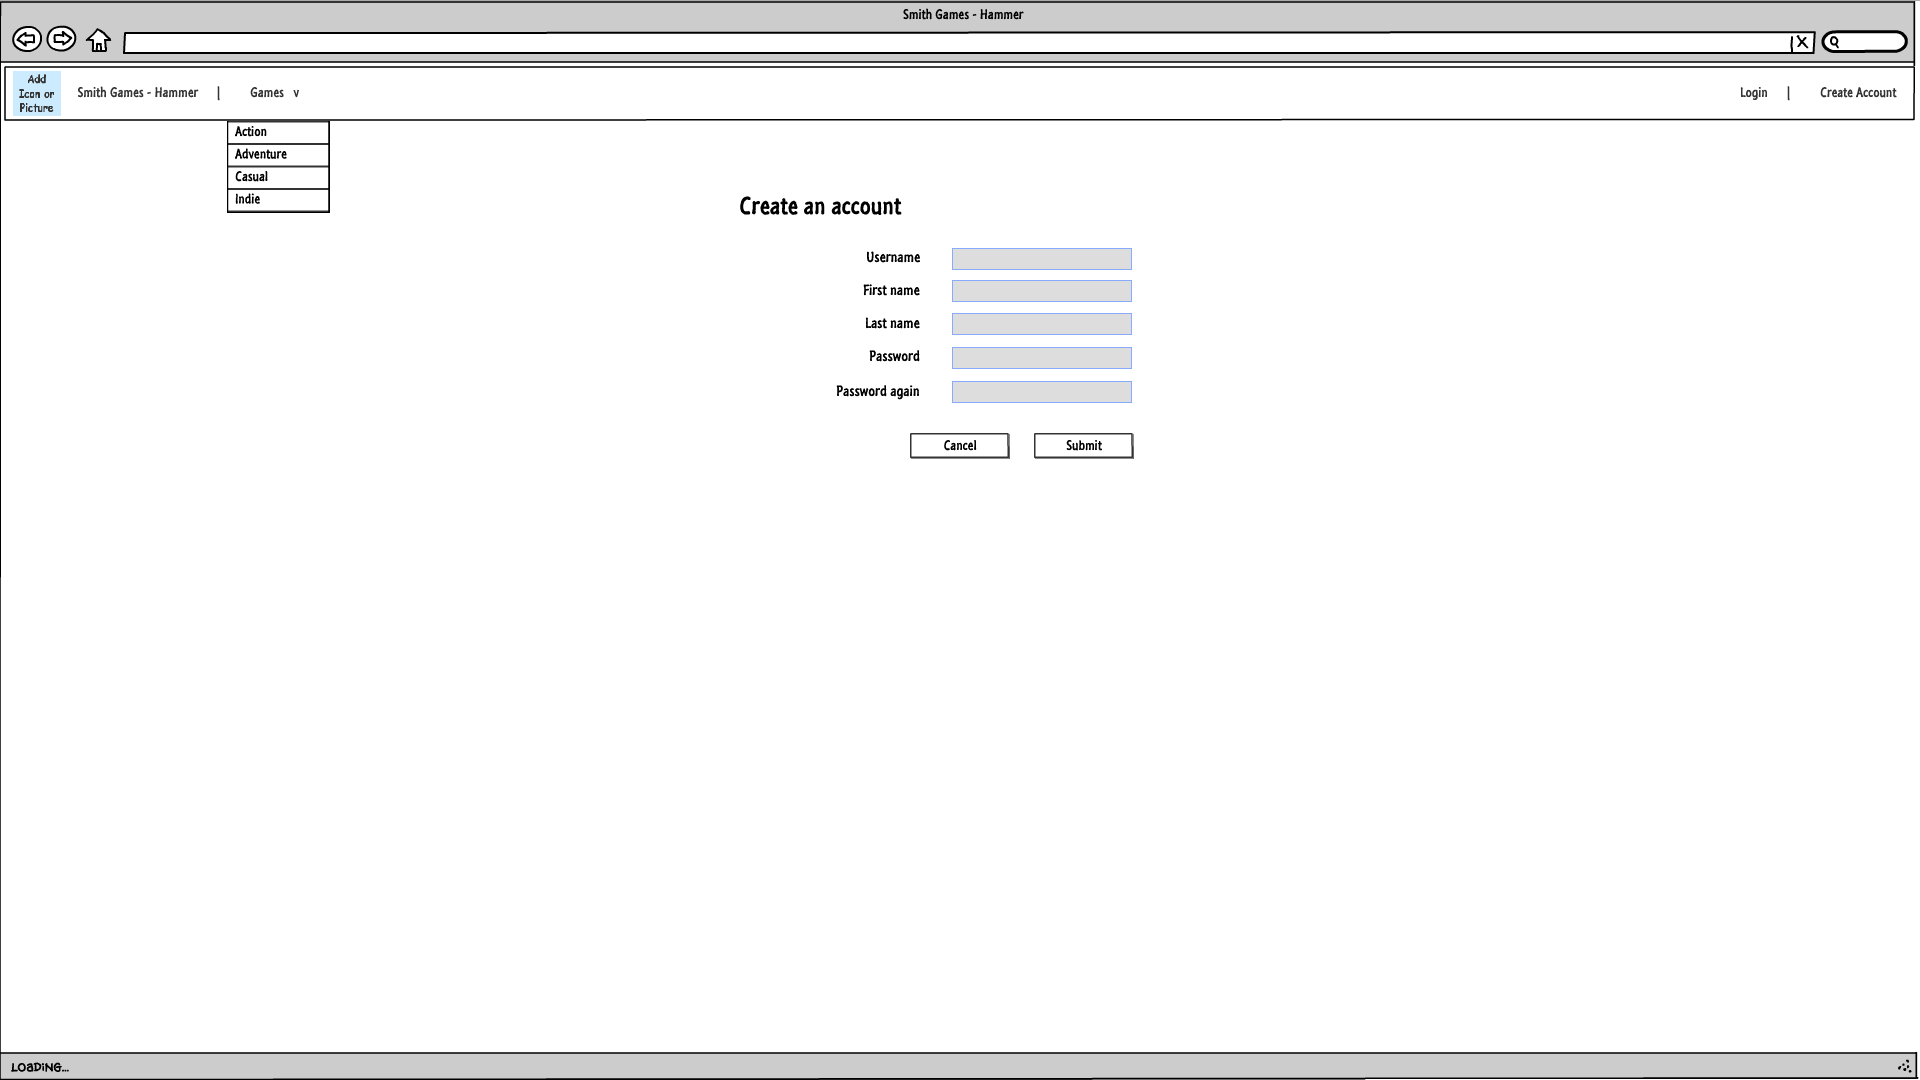 Smith Games - Hammer
Add
Icon or
Picture
Smith Games - Hammer | Games v
Login | Create Account
Action
Adventure
Casual
Indie
Create an account
Username
First name
Last name
Password
Password again
Cancel
Submit
LOADING...